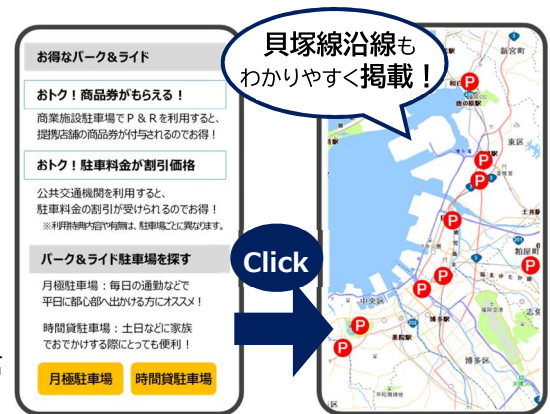 お得なパーク&ライド
おトク！商品券がもらえる！
商業施設駐車場でＰ＆Ｒを利用すると、
提携店舗の商品券が付与されるのでお得！
おトク！駐車料金が割引価格
公共交通機関を利用すると、
駐車料金の割引が受けられるのでお得！
※利用特典内容や有無は、駐車場ごとに異なります。
パーク&ライド駐車場を探す
月極駐車場：毎日の通勤などで
平日に都心部へ出かける方にオススメ！
時間貸駐車場：土日などに家族
でおでかけする際にとっても便利！
月極駐車場
時間貸駐車場
Click
貝塚線沿線も
わかりやすく掲載！
新宮町
P
東区
P
P
P
粕屋町
P
P
P
中央区
博多駅
福岡空港
P
P
薬院駅
博多区